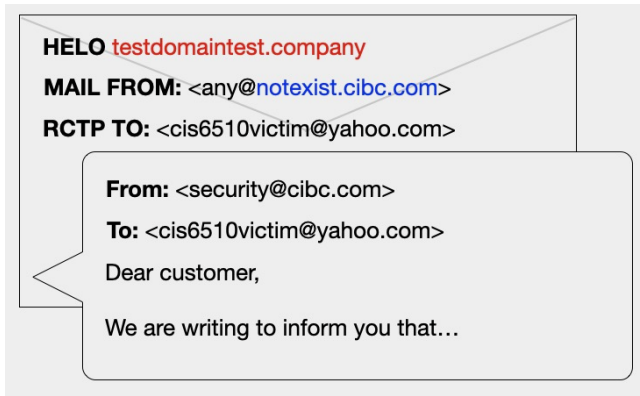 HELO testdomaintest.company
MAIL FROM: <any@notexist.cibc.com>
RCTP TO: <cis6510victim@yahoo.com>
From: <security@cibc.com>
To: <cis6510victim@yahoo.com>
Dear customer,
We are writing to inform you that…